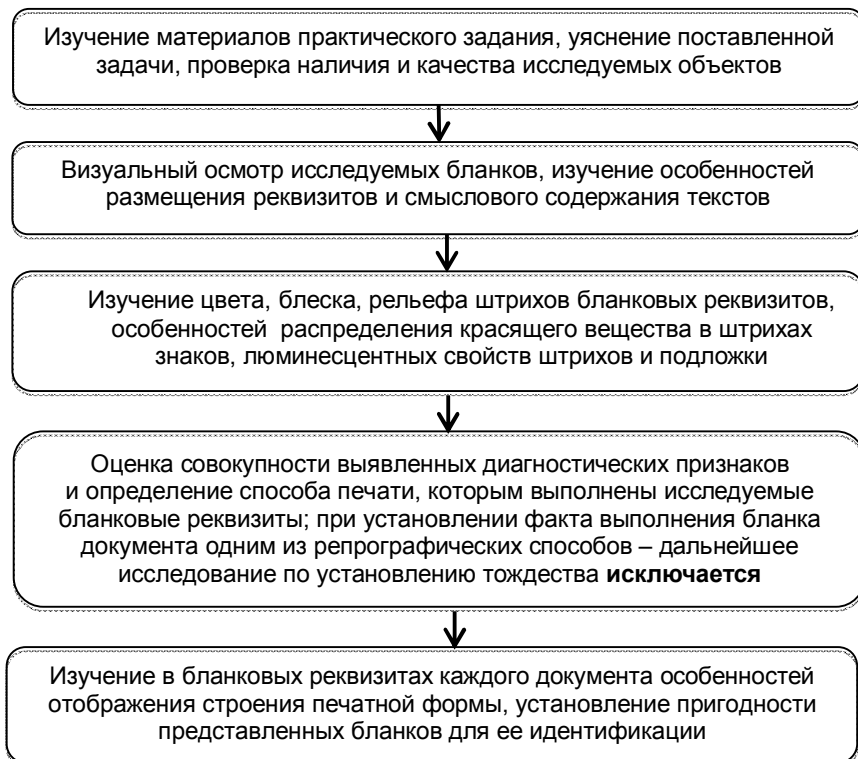 Изучение материалов практического задания, уяснение поставленной
задачи, проверка наличия и качества исследуемых объектов
Визуальный осмотр исследуемых бланков, изучение особенностей
размещения реквизитов и смыслового содержания текстов
Изучение цвета, блеска, рельефа штрихов бланковых реквизитов,
особенностей распределения красящего вещества в штрихах
знаков, люминесцентных свойств штрихов и подложки
Оценка совокупности выявленных диагностических признаков
и определение способа печати, которым выполнены исследуемые
бланковые реквизиты; при установлении факта выполнения бланка
документа одним из репрографических способов – дальнейшее
исследование по установлению тождества исключается
Изучение в бланковых реквизитах каждого документа особенностей
отображения строения печатной формы, установление пригодности
представленных бланков для ее идентификации